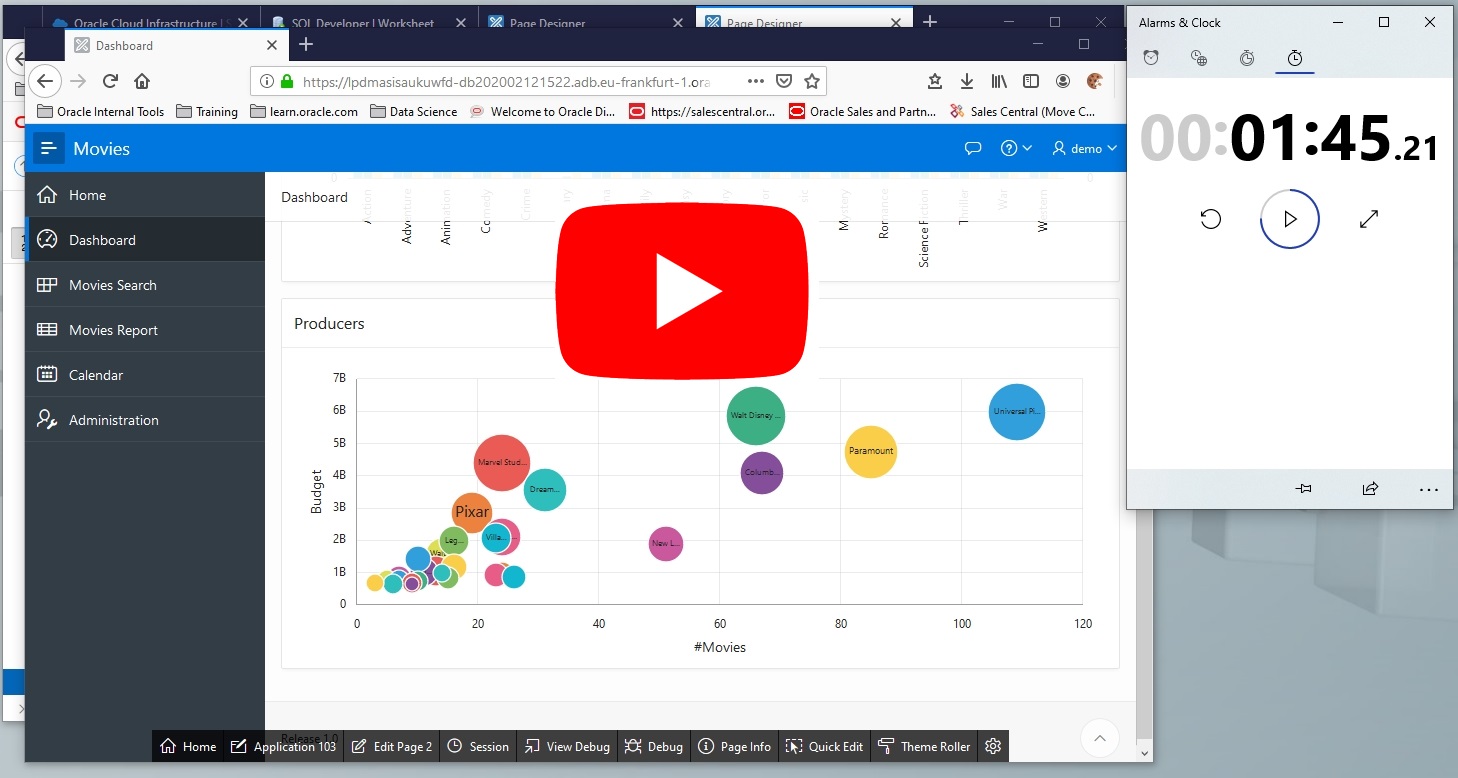 Oracle Cloud Infrastructure | S
SQL Developer | Worksheet
Page Designer
Page Designer
Alarms & Clock
Dashboard
https://lpdmasisaukuwfd-db202002121522.adb.eu-frankfurt-1.ora
Oracle Internal Tools
Training
learn.oracle.com
Data Science
Welcome to Oracle Di...
https://salescentral.or...
Oracle Sales and Partn...
Sales Central (Move C...
00:01:45.21
Movies
demo
Home
Dashboard
Movies Search
Movies Report
Calendar
Administration
Dashboard
0
0
Action
Adventure
Animation
Comedy
Crime
Mystery
Romance
Science Fiction
Thriller
War
Western
Producers
7B
6B
5B
4B
3B
2B
1B
0
Budget
Walt Disney ...
Universal Pi...
Paramount
Marvel Stud...
Columb...
Dream...
Pixar
Leg...
Villa...
New L...
0
20
40
60
80
100
120
#Movies
Release 1.0
Home
Application 103
Edit Page 2
Session
View Debug
Debug
Page Info
Quick Edit
Theme Roller